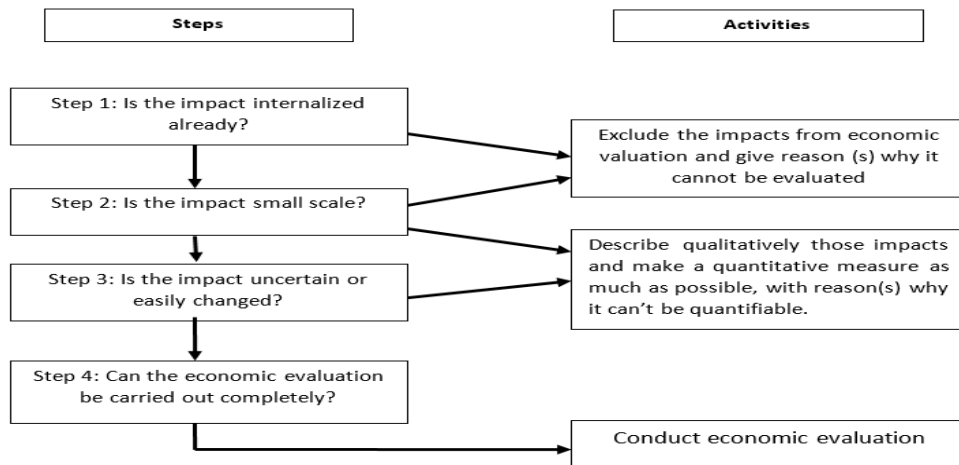 Steps
Activities
Step 1: Is the impact internalized
already?
Exclude the impacts from economic
valuation and give reason (s) why it
cannot be evaluated
Step 2: Is the impact small scale?
Describe qualitatively those impacts
and make a quantitative measure as
much as possible, with reason(s) why
it can’t be quantifiable.
Step 3: Is the impact uncertain or
easily changed?
Step 4: Can the economic evaluation
be carried out completely?
Conduct economic evaluation